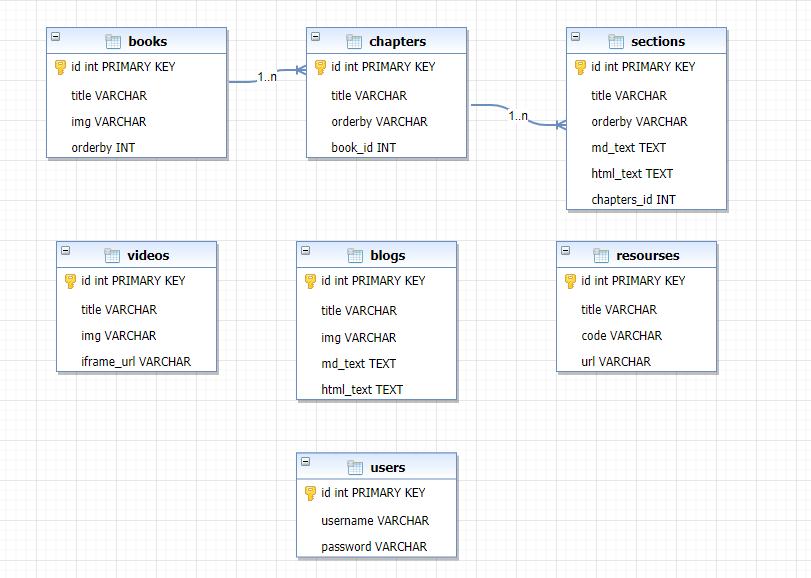 books
id int PRIMARY KEY
title VARCHAR
img VARCHAR
orderby INT
1..n
chapters
id int PRIMARY KEY
title VARCHAR
orderby VARCHAR
book_id INT
1..n
sections
id int PRIMARY KEY
title VARCHAR
orderby VARCHAR
md_text TEXT
html_text TEXT
chapters_id INT
videos
id int PRIMARY KEY
title VARCHAR
img VARCHAR
iframe_url VARCHAR
blogs
id int PRIMARY KEY
title VARCHAR
img VARCHAR
md_text TEXT
html_text TEXT
resourses
id int PRIMARY KEY
title VARCHAR
code VARCHAR
url VARCHAR
users
id int PRIMARY KEY
username VARCHAR
password VARCHAR